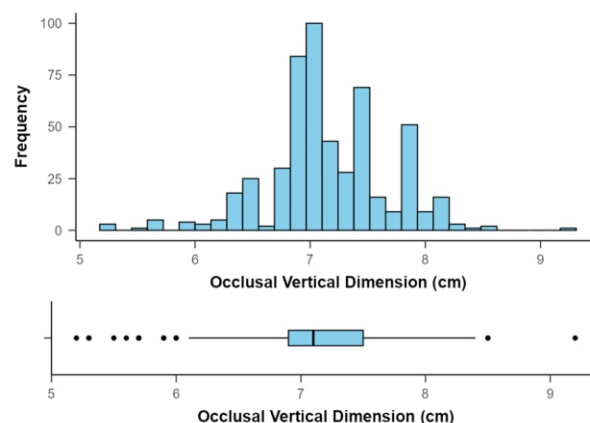 100
75
50
25
0
Frequency
5 6 7 8 9
Occlusal Vertical Dimension (cm)
5 6 7 8 9
Occlusal Vertical Dimension (cm)